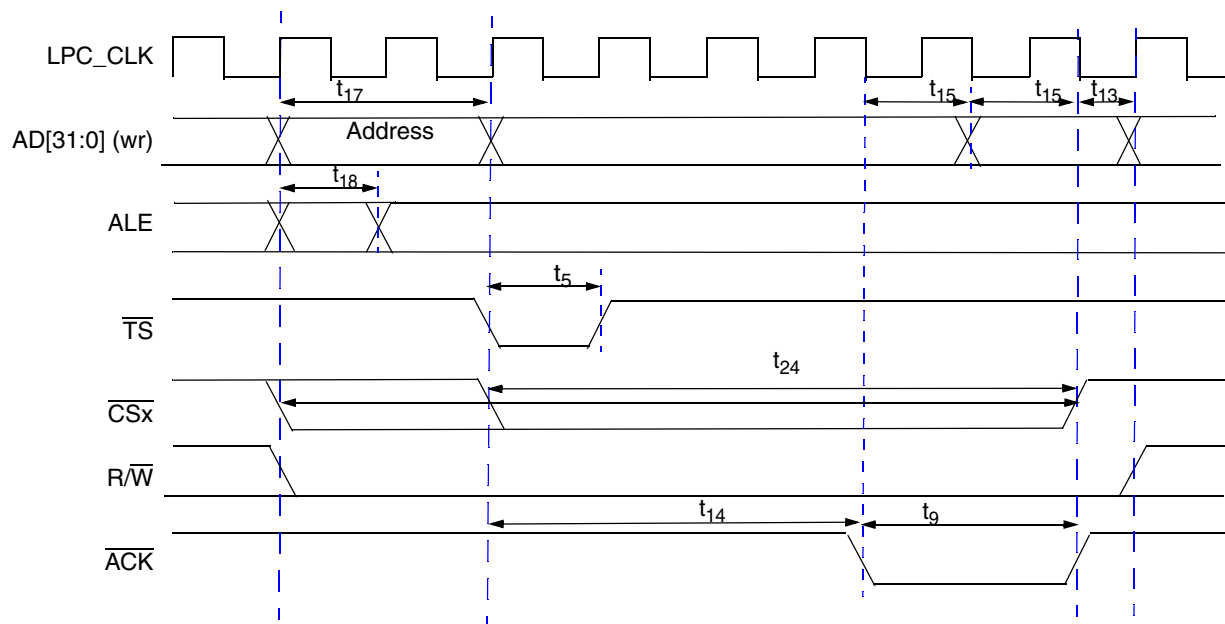 LPC_CLK
t17
t15
t15
t13
AD[31:0] (wr)
Address
t18
ALE
t5
TS
t24
CSx
R/W
t14
t9
ACK